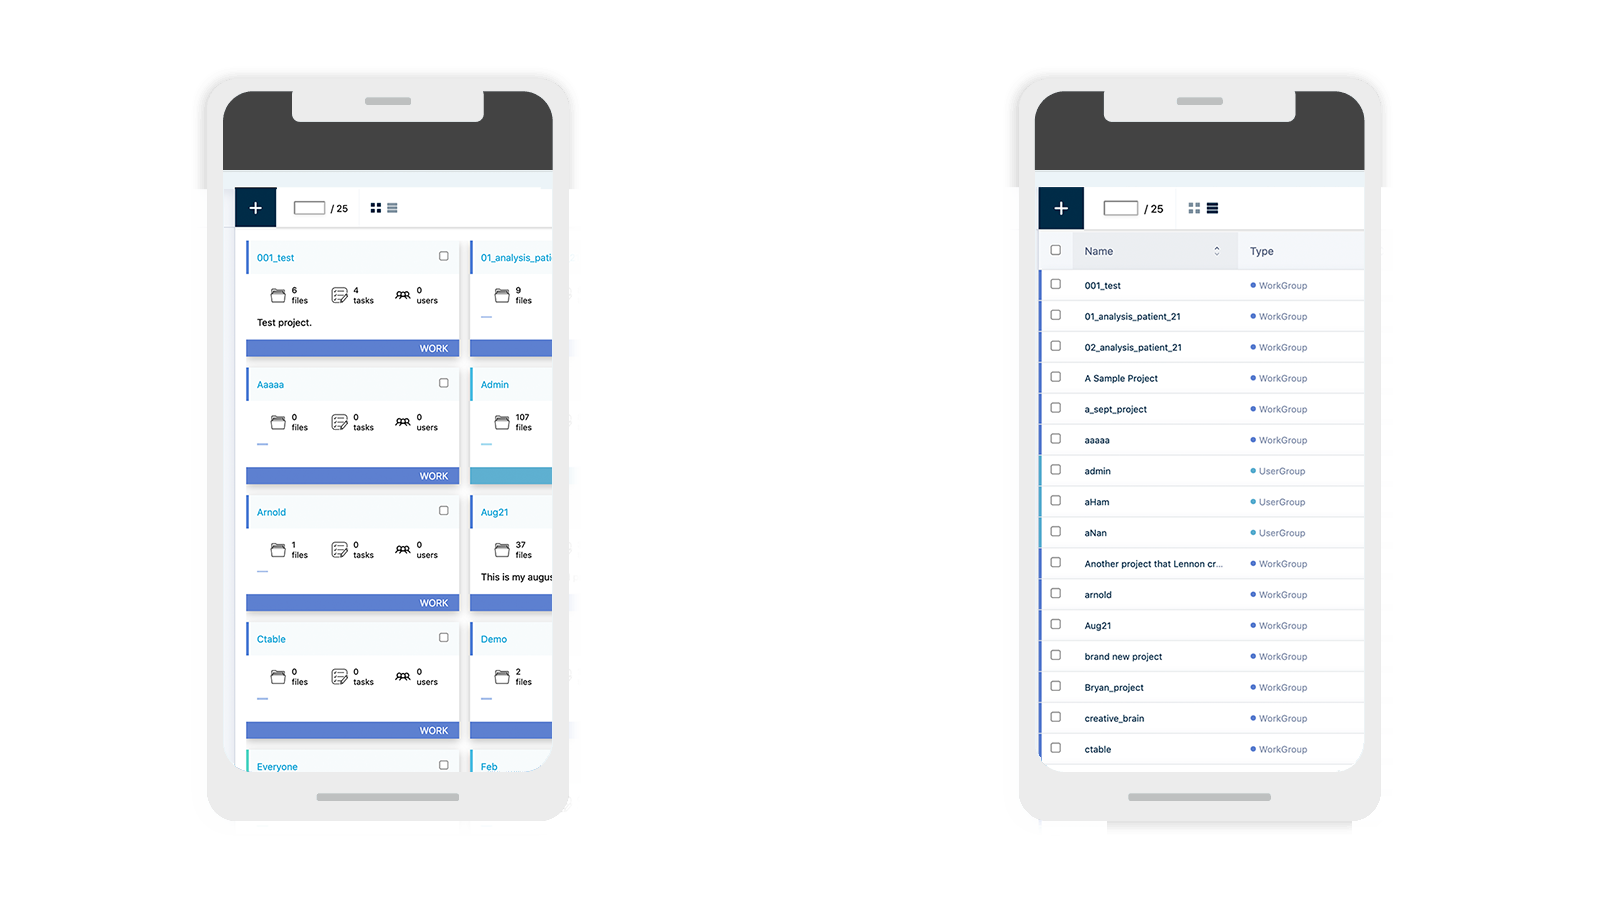 + / 25
001_test
01_analysis_pati
6 files
4 tasks
0 users
9 files
Test project.
WORK
Aaaaa
Admin
0 files
0 tasks
0 users
107 files
WORK
Arnold
Aug21
1 files
0 tasks
0 users
37 files
This is my augus
WORK
Ctable
Demo
0 files
0 tasks
0 users
2 files
WORK
Everyone
Feb
+ / 25
Name Type
001_test WorkGroup
01_analysis_patient_21 WorkGroup
02_analysis_patient_21 WorkGroup
A Sample Project WorkGroup
a_sept_project WorkGroup
aaaaa WorkGroup
admin UserGroup
aHam UserGroup
aNan UserGroup
Another project that Lennon cr... WorkGroup
arnold WorkGroup
Aug21 WorkGroup
brand new project WorkGroup
Bryan_project WorkGroup
creative_brain WorkGroup
ctable WorkGroup